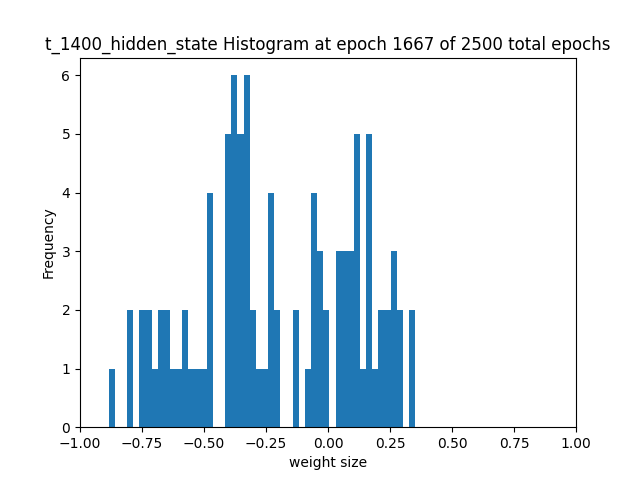 t_1400_hidden_state Histogram at epoch 1667 of 2500 total epochs
6
5
4
3
2
1
0
Frequency
−1.00 −0.75 −0.50 −0.25 0.00 0.25 0.50 0.75 1.00
weight size